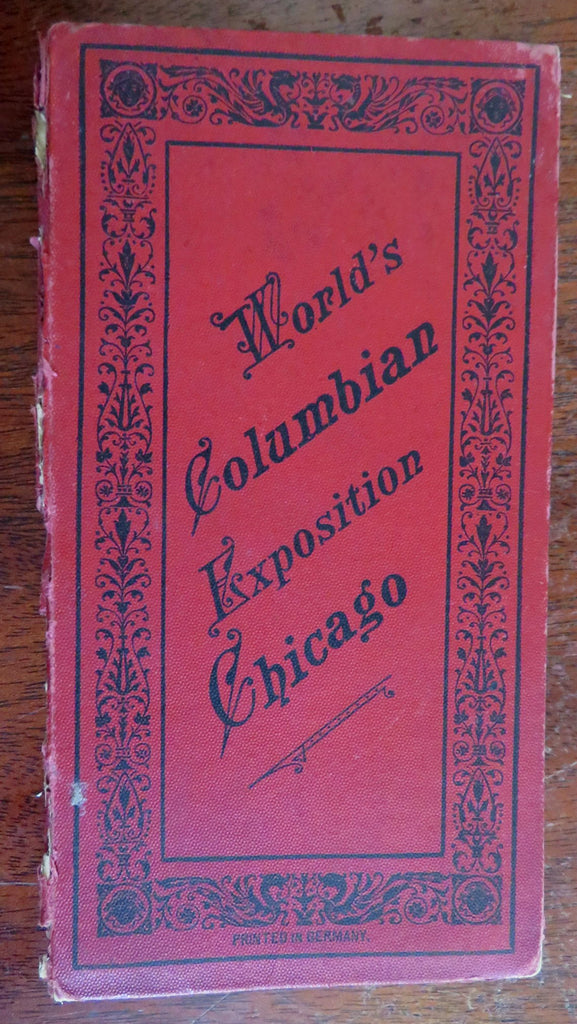 World's
Columbian
Exposition
Chicago
PRINTED IN GERMANY.